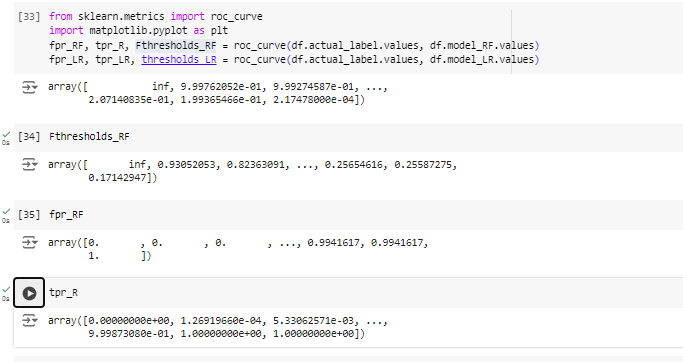 [33] from sklearn.metrics import roc_curve
import matplotlib.pyplot as plt
fpr_RF, tpr_R, Fthresholds_RF = roc_curve(df.actual_label.values, df.model_RF.values)
fpr_LR, tpr_LR, thresholds_LR = roc_curve(df.actual_label.values, df.model_LR.values)
array([ inf, 9.99762052e-01, 9.99274587e-01, ...,
2.07140835e-01, 1.99365466e-01, 2.17478000e-04])
[34] Fthresholds_RF
0s
array([ inf, 0.93052053, 0.82363091, ..., 0.25654616, 0.25587275,
0.17142947])
[35] fpr_RF
0s
array([0. , 0. , 0. , ..., 0.9941617, 0.9941617,
1. ])
tpr_R
0s
array([0.00000000e+00, 1.26919660e-04, 5.33062571e-03, ...,
9.99873080e-01, 1.00000000e+00, 1.00000000e+00])